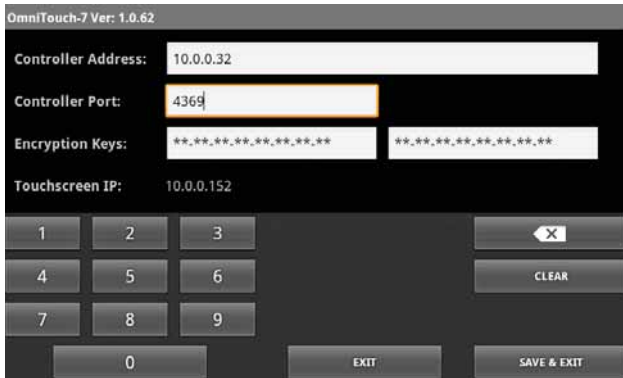 OmniTouch-7 Ver: 1.0.62
Controller Address: 10.0.0.32
Controller Port: 4369
Encryption Keys: **-**-**-**-**-**-**-** **-**-**-**-**-**-**-**
Touchscreen IP: 10.0.0.152
1 2 3
4 5 6 CLEAR
7 8 9
0 EXIT SAVE & EXIT